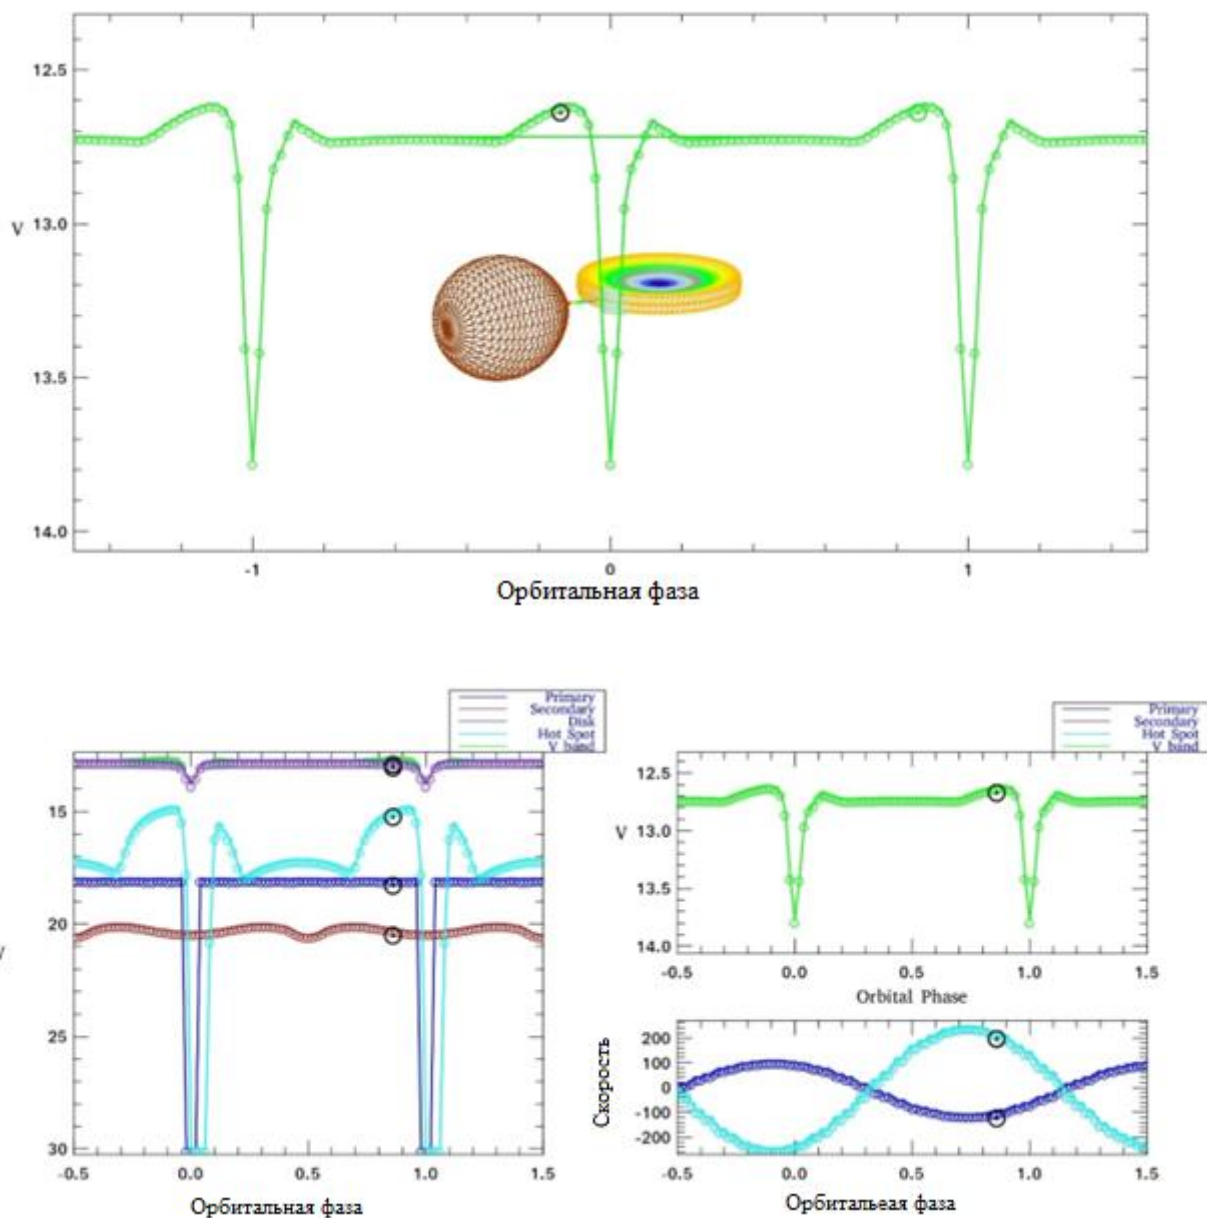 12.5
13.0
V
13.5
14.0
-1
0
1
Орбитальная фаза
Primary
Secondary
Disk
Hot Spot
V band
15
20
25
30
-0.5
0.0
0.5
1.0
1.5
Орбитальная фаза
Primary
Secondary
Hot Spot
V band
12.5
V
13.0
13.5
14.0
-0.5
0.0
0.5
1.0
1.5
Orbital Phase
Скорость
200
100
0
-100
-200
-0.5
0.0
0.5
1.0
1.5
Орбитальеая фаза